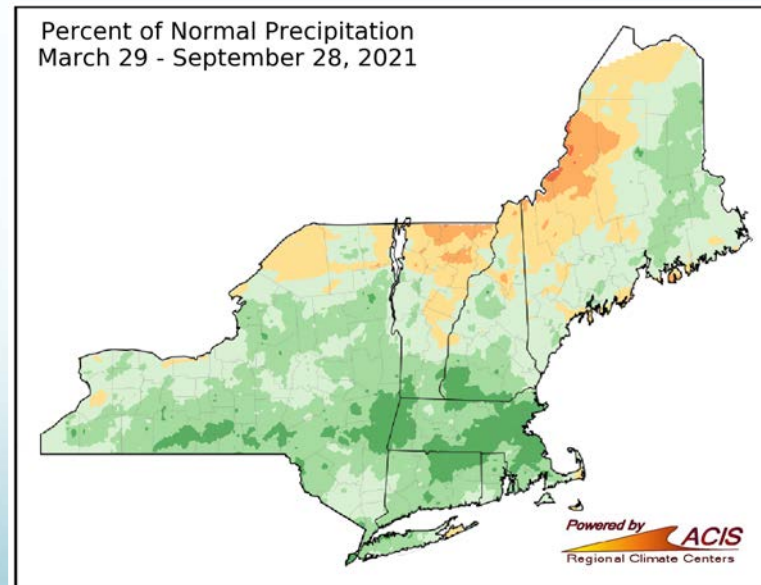 Percent of Normal Precipitation
March 29 - September 28, 2021
Powered by
ACIS
Regional Climate Centers